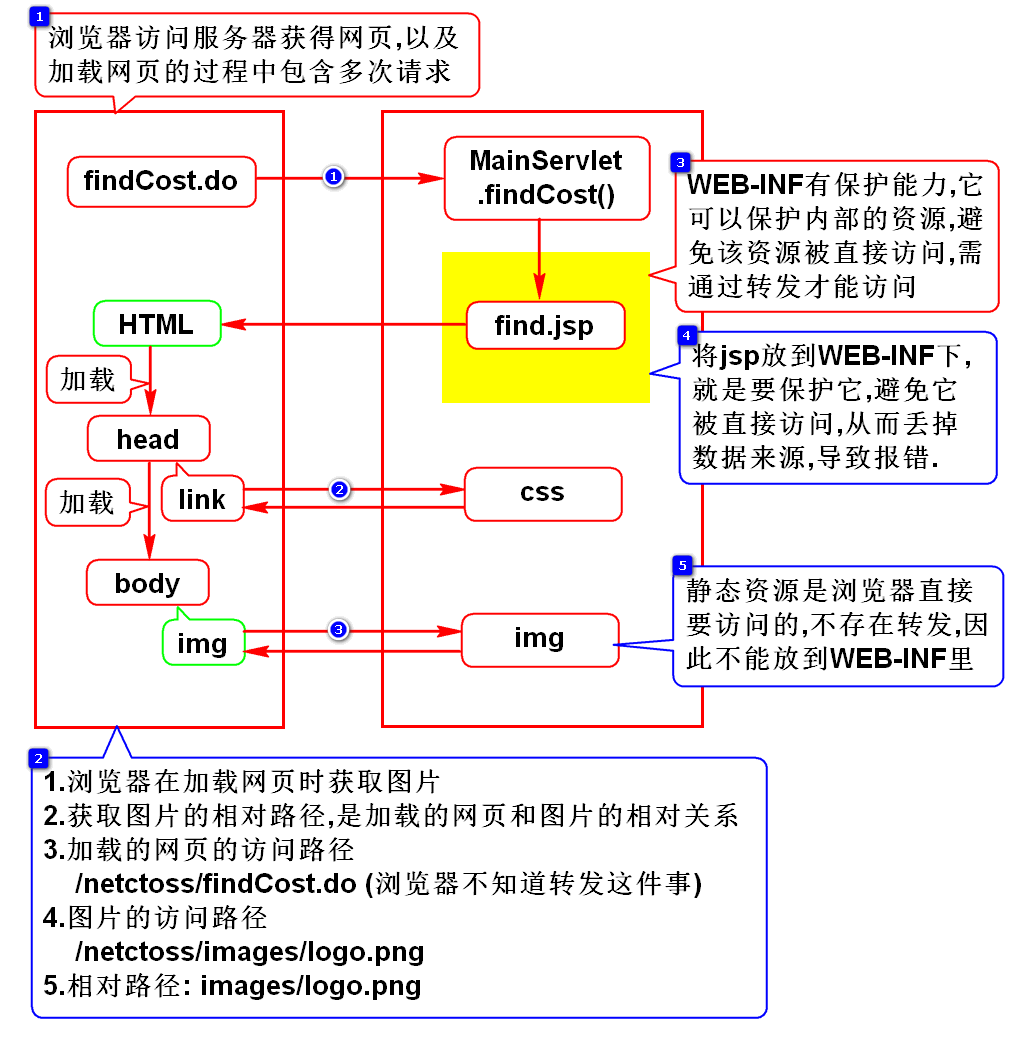 1
浏览器访问服务器获得网页,以及
加载网页的过程中包含多次请求
findCost.do
1
MainServlet
.findCost()
3
WEB-INF有保护能力,它
可以保护内部的资源,避
免该资源被直接访问,需
通过转发才能访问
HTML
find.jsp
4
将jsp放到WEB-INF下,
就是要保护它,避免它
被直接访问,从而丢掉
数据来源,导致报错.
加载
head
加载
link
2
css
body
img
3
img
5
静态资源是浏览器直接
要访问的,不存在转发,因
此不能放到WEB-INF里
2
1.浏览器在加载网页时获取图片
2.获取图片的相对路径,是加载的网页和图片的相对关系
3.加载的网页的访问路径
/netctoss/findCost.do (浏览器不知道转发这件事)
4.图片的访问路径
/netctoss/images/logo.png
5.相对路径: images/logo.png